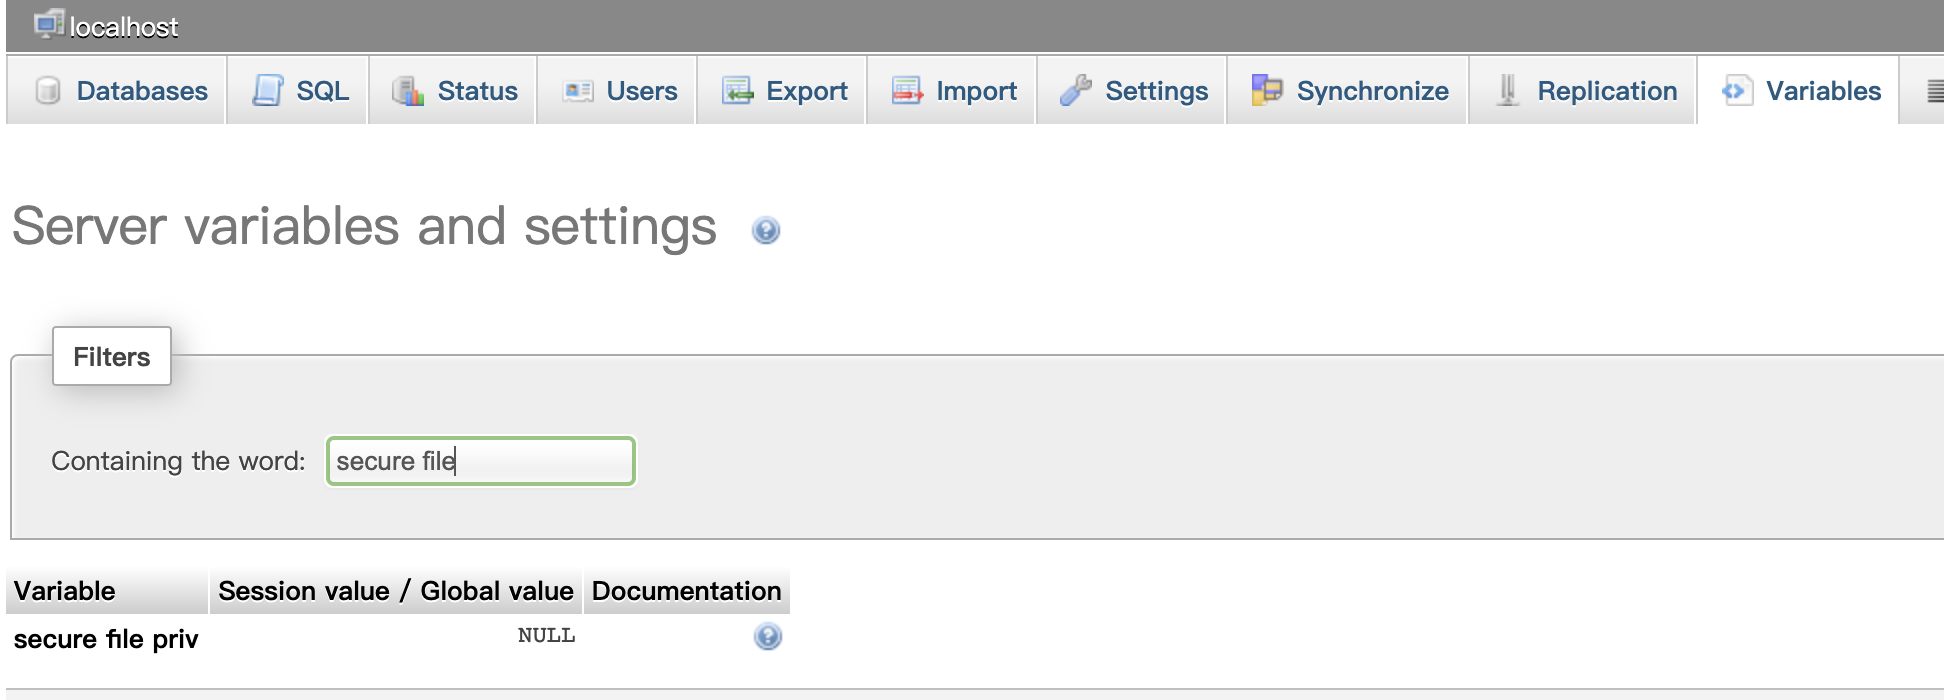 localhost
Databases SQL Status Users Export Import Settings Synchronize Replication Variables
Server variables and settings
Filters
Containing the word: secure file
Variable Session value / Global value Documentation
secure file priv NULL